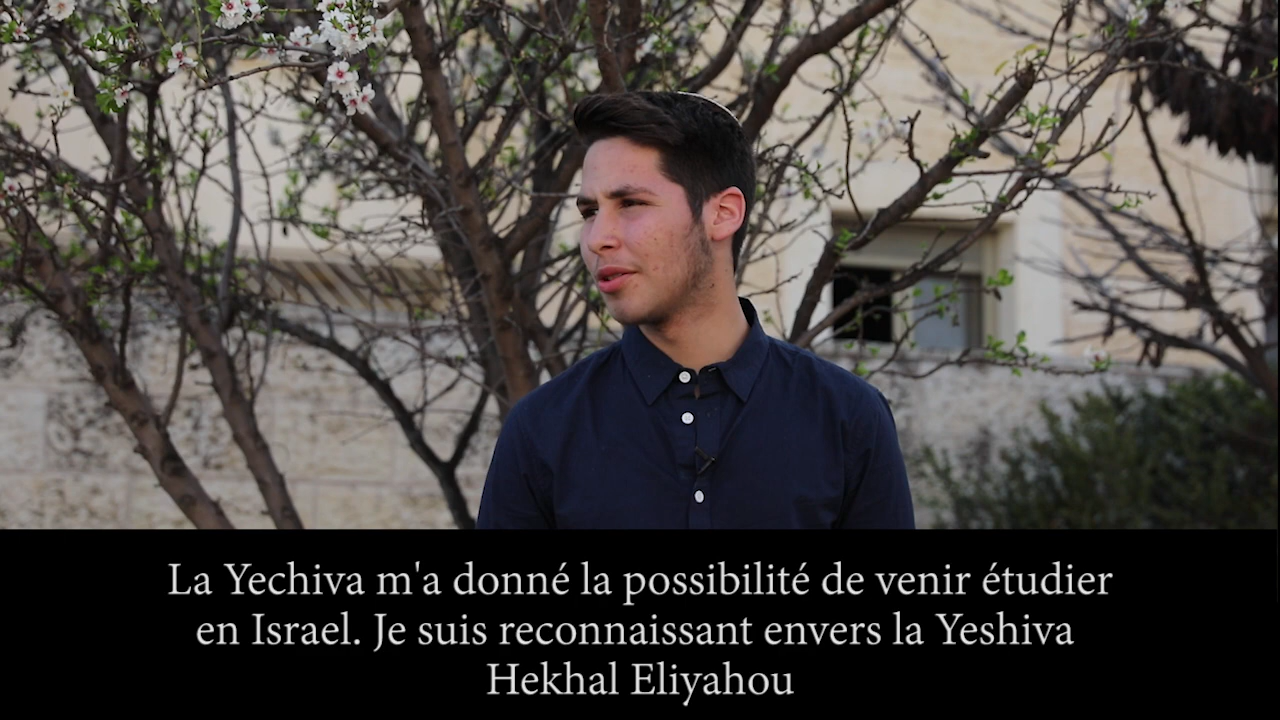 La Yechiva m'a donné la possibilité de venir étudier
en Israel. Je suis reconnaissant envers la Yeshiva
Hekhal Eliyahou